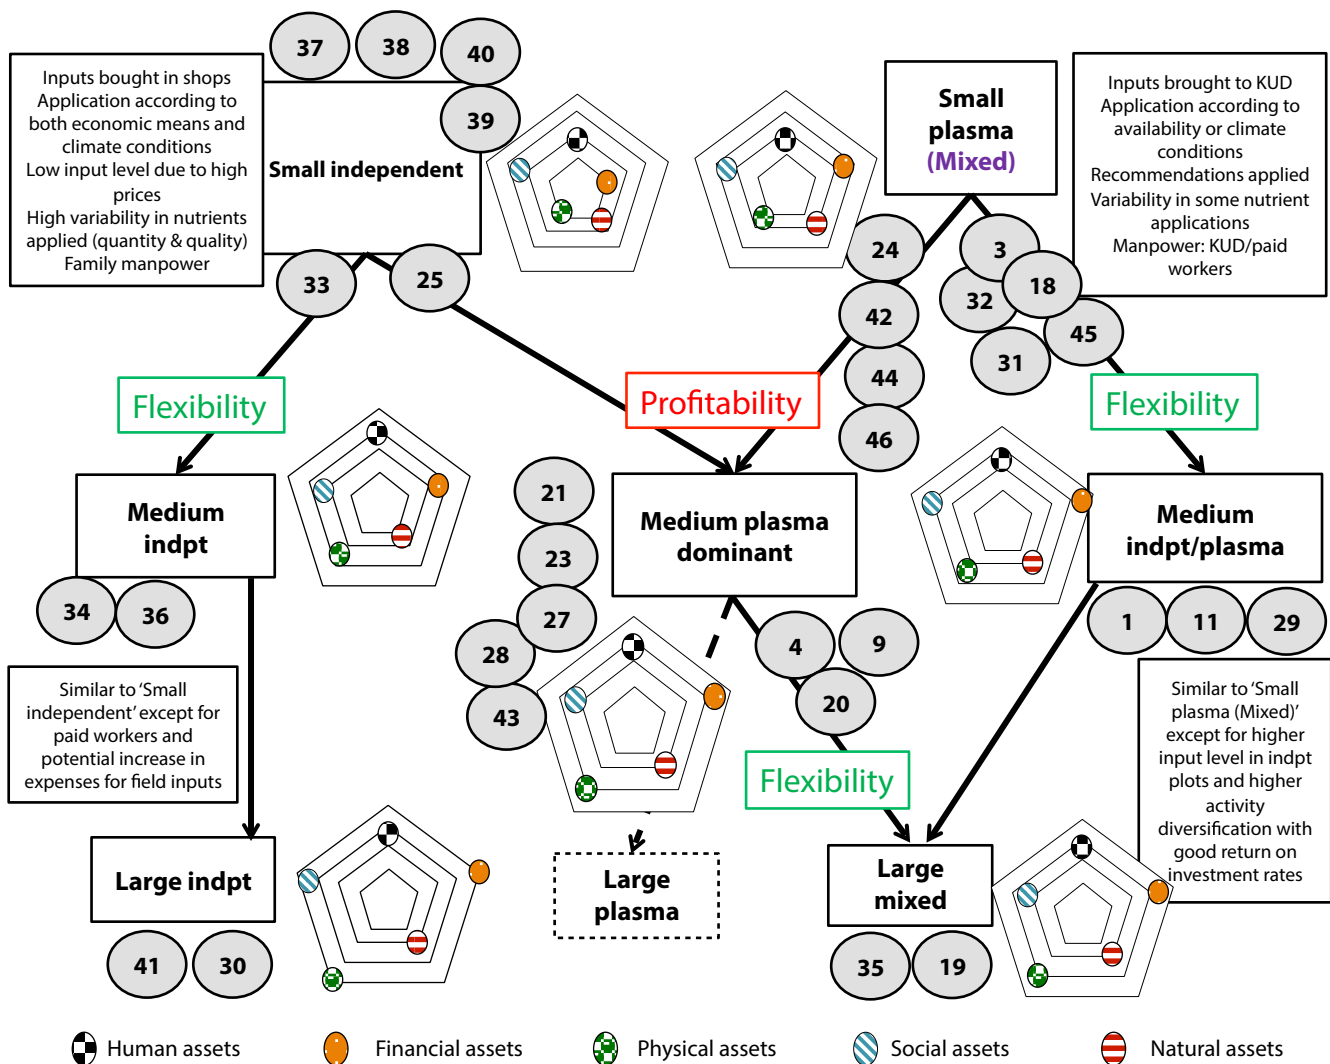 37
38
40
39
Inputs bought in shops
Application according to
both economic means and
climate conditions
Low input level due to high
prices
High variability in nutrients
applied (quantity & quality)
Family manpower
Small independent
Small
plasma
(Mixed)
Inputs brought to KUD
Application according to
availability or climate
conditions
Recommendations applied
Variability in some nutrient
applications
Manpower: KUD/paid
workers
33
25
24
42
44
46
3
32
18
45
31
Flexibility
Profitability
Flexibility
Medium
indpt
34
36
21
23
27
28
43
Medium plasma
dominant
4
9
20
Medium
indpt/plasma
1
11
29
Similar to ‘Small
independent’ except for
paid workers and
potential increase in
expenses for field inputs
Flexibility
Similar to ‘Small
plasma (Mixed)’
except for higher
input level in indpt
plots and higher
activity
diversification with
good return on
investment rates
Large indpt
41
30
Large
plasma
Large
mixed
35
19
Human assets
Financial assets
Physical assets
Social assets
Natural assets